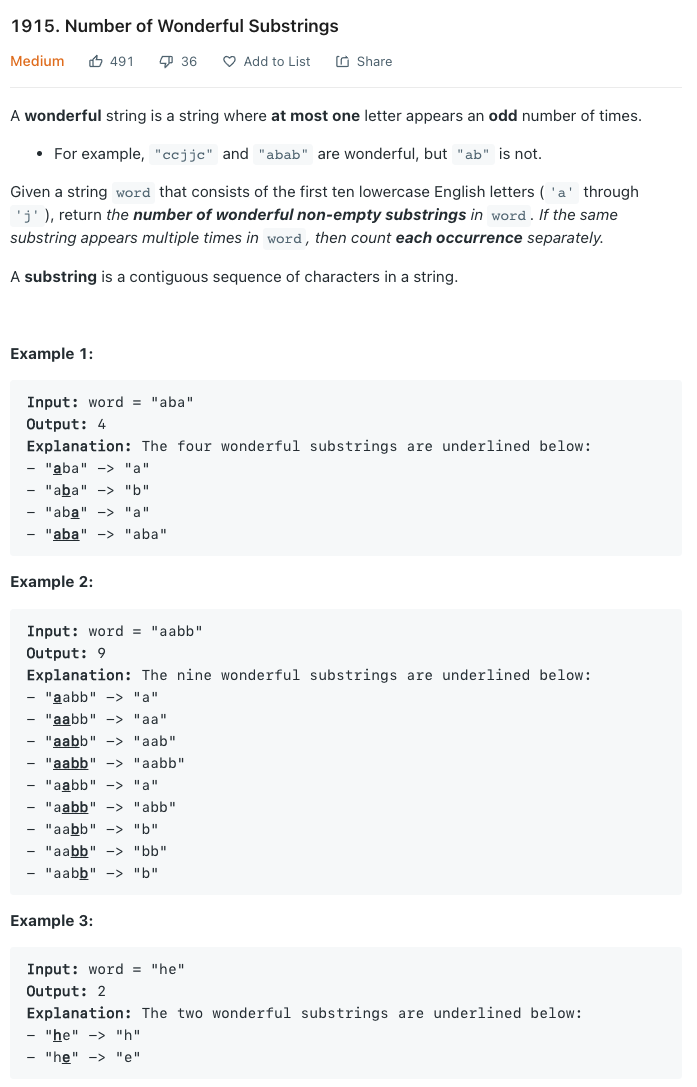 1915. Number of Wonderful Substrings
Medium 491 36 Add to List Share
A wonderful string is a string where at most one letter appears an odd number of times.
• For example, "ccjjc" and "abab" are wonderful, but "ab" is not.
Given a string word that consists of the first ten lowercase English letters ( 'a' through
'j' ), return the number of wonderful non-empty substrings in word . If the same
substring appears multiple times in word , then count each occurrence separately.
A substring is a contiguous sequence of characters in a string.
Example 1:
Input: word = "aba"
Output: 4
Explanation: The four wonderful substrings are underlined below:
– "aba" -> "a"
– "aba" -> "b"
– "aba" -> "a"
– "aba" -> "aba"
Example 2:
Input: word = "aabb"
Output: 9
Explanation: The nine wonderful substrings are underlined below:
– "aabb" -> "a"
– "aabb" -> "aa"
– "aabb" -> "aab"
– "aabb" -> "aabb"
– "aabb" -> "a"
– "aabb" -> "abb"
– "aabb" -> "b"
– "aabb" -> "bb"
– "aabb" -> "b"
Example 3:
Input: word = "he"
Output: 2
Explanation: The two wonderful substrings are underlined below:
– "he" -> "h"
– "he" -> "e"